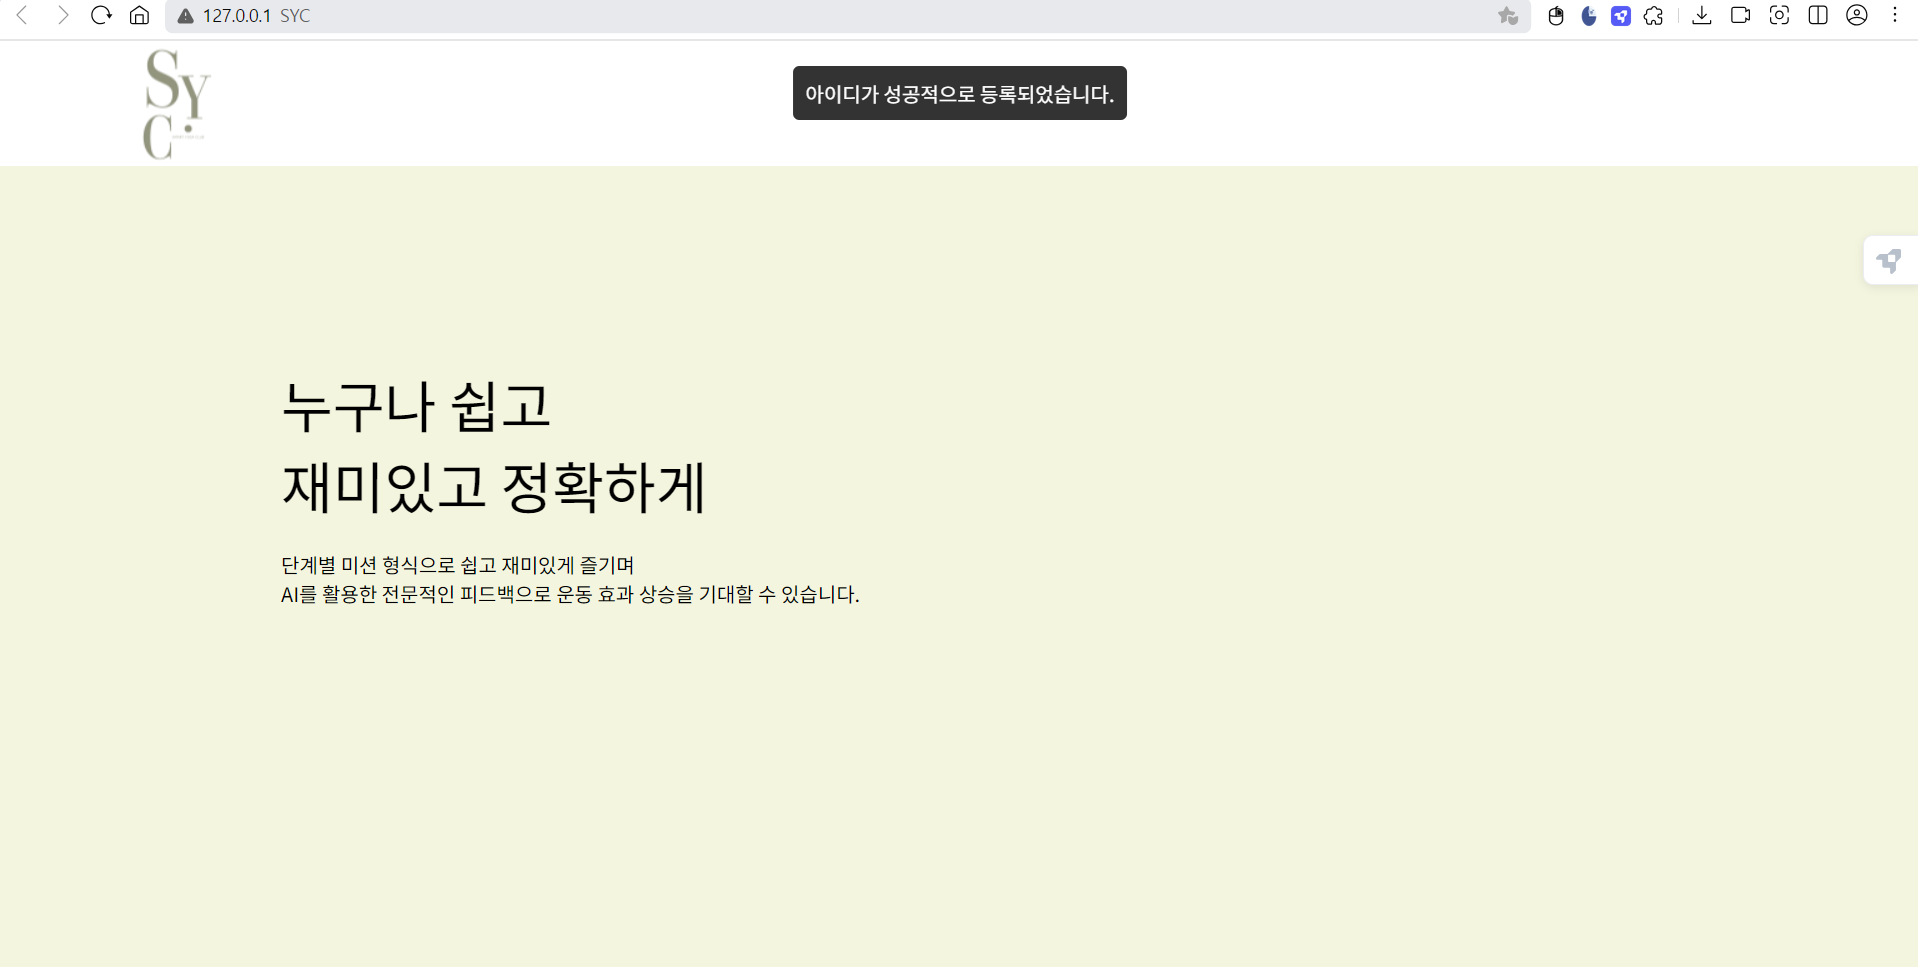 127.0.0.1 SYC
SYC
아이디가 성공적으로 등록되었습니다.
누구나 쉽고
재미있고 정확하게
단계별 미션 형식으로 쉽고 재미있게 즐기며
AI를 활용한 전문적인 피드백으로 운동 효과 상승을 기대할 수 있습니다.